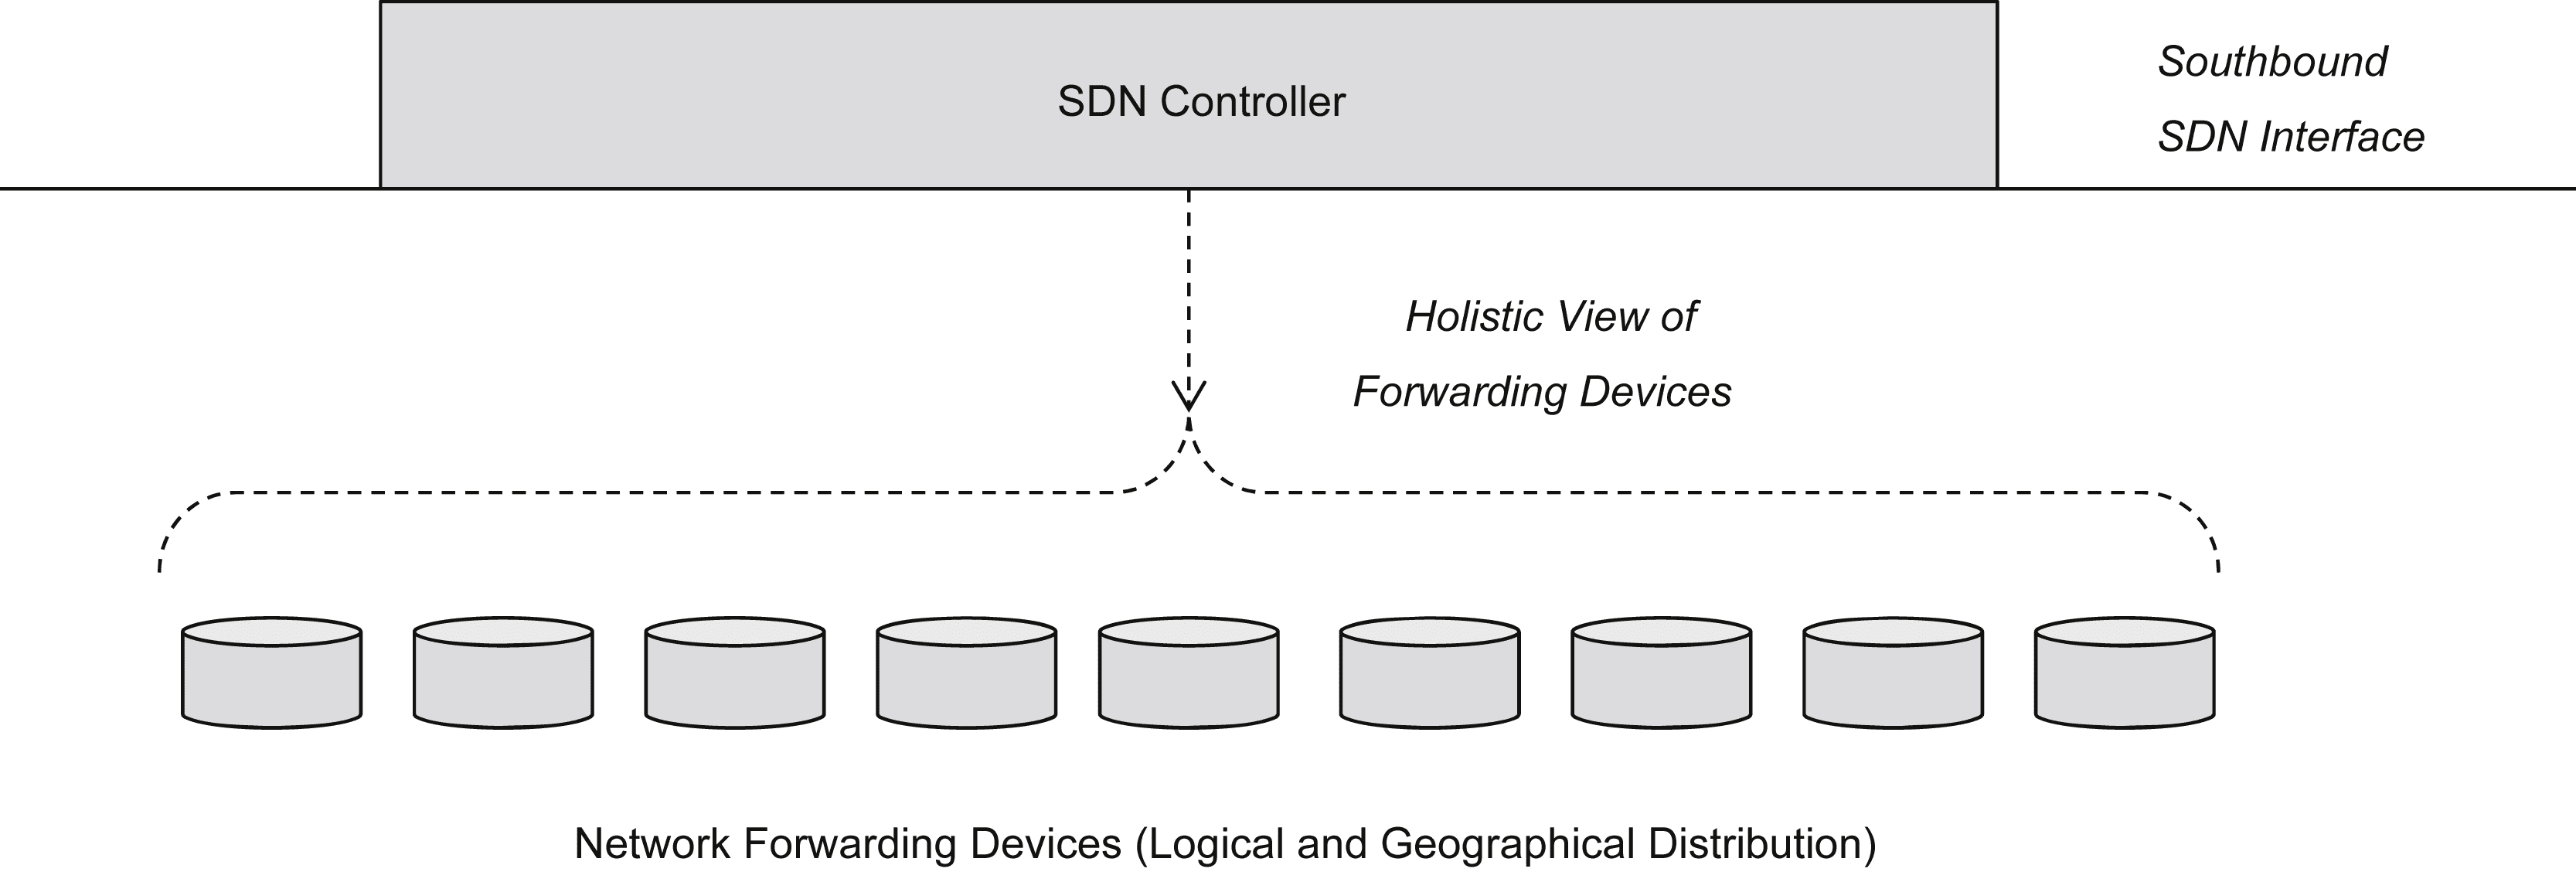 SDN Controller
Southbound
SDN Interface
Holistic View of
Forwarding Devices
Network Forwarding Devices (Logical and Geographical Distribution)